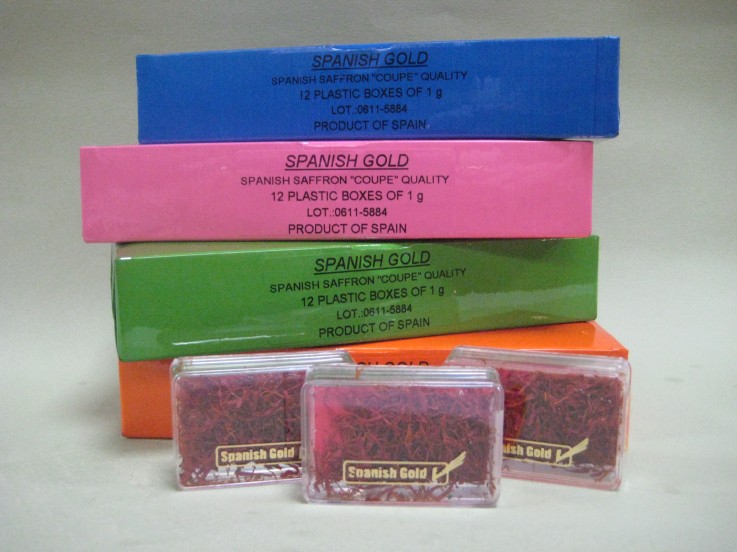 SPANISH GOLD
SPANISH SAFFRON "COUPE" QUALITY
12 PLASTIC BOXES OF 1 g
LOT.:0611-5884
PRODUCT OF SPAIN
SPANISH GOLD
SPANISH SAFFRON "COUPE" QUALITY
12 PLASTIC BOXES OF 1 g
LOT.:0611-5884
PRODUCT OF SPAIN
SPANISH GOLD
SPANISH SAFFRON "COUPE" QUALITY
12 PLASTIC BOXES OF 1 g
LOT.:0611-5884
PRODUCT OF SPAIN
GOLD
Spanish Gold
Spanish Gold
Gold